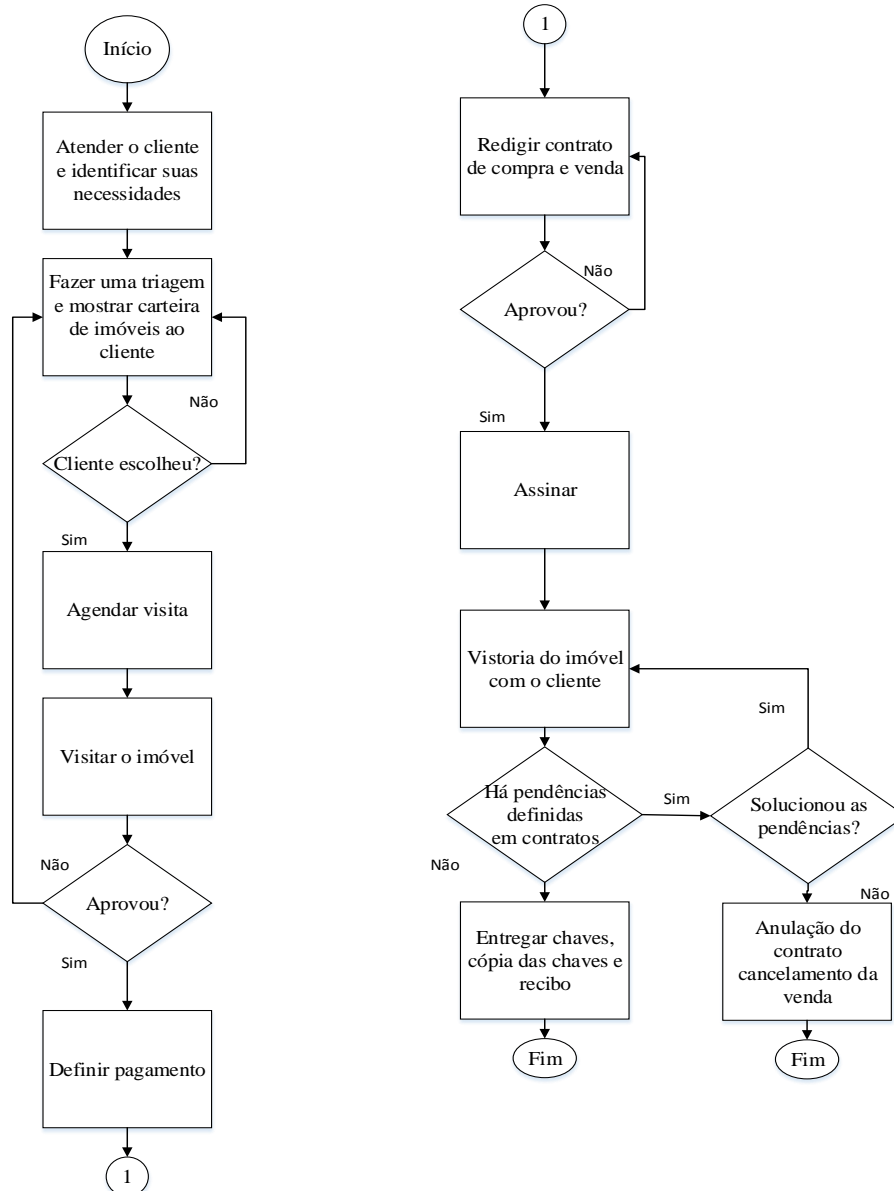 Início
Atender o cliente
e identificar suas
necessidades
Fazer uma triagem
e mostrar carteira
de imóveis ao
cliente
Não
Cliente escolheu?
Sim
Agendar visita
Visitar o imóvel
Não
Aprovou?
Sim
Definir pagamento
1
1
Redigir contrato
de compra e venda
Não
Aprovou?
Sim
Assinar
Vistoria do imóvel
com o cliente
Sim
Há pendências
definidas
em contratos
Sim
Solucionou as
pendências?
Não
Não
Entregar chaves,
cópia das chaves e
recibo
Anulação do
contrato
cancelamento da
venda
Fim
Fim